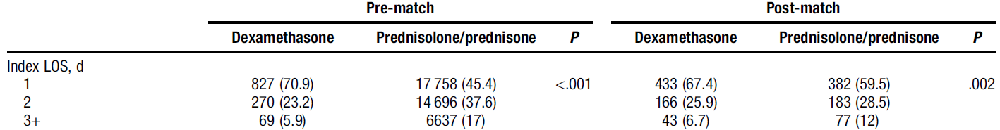 Pre-match Post-match
Dexamethasone Prednisolone/prednisone P Dexamethasone Prednisolone/prednisone P
Index LOS, d
1 827 (70.9) 17 758 (45.4) <.001 433 (67.4) 382 (59.5) .002
2 270 (23.2) 14 696 (37.6) 166 (25.9) 183 (28.5)
3+ 69 (5.9) 6637 (17) 43 (6.7) 77 (12)